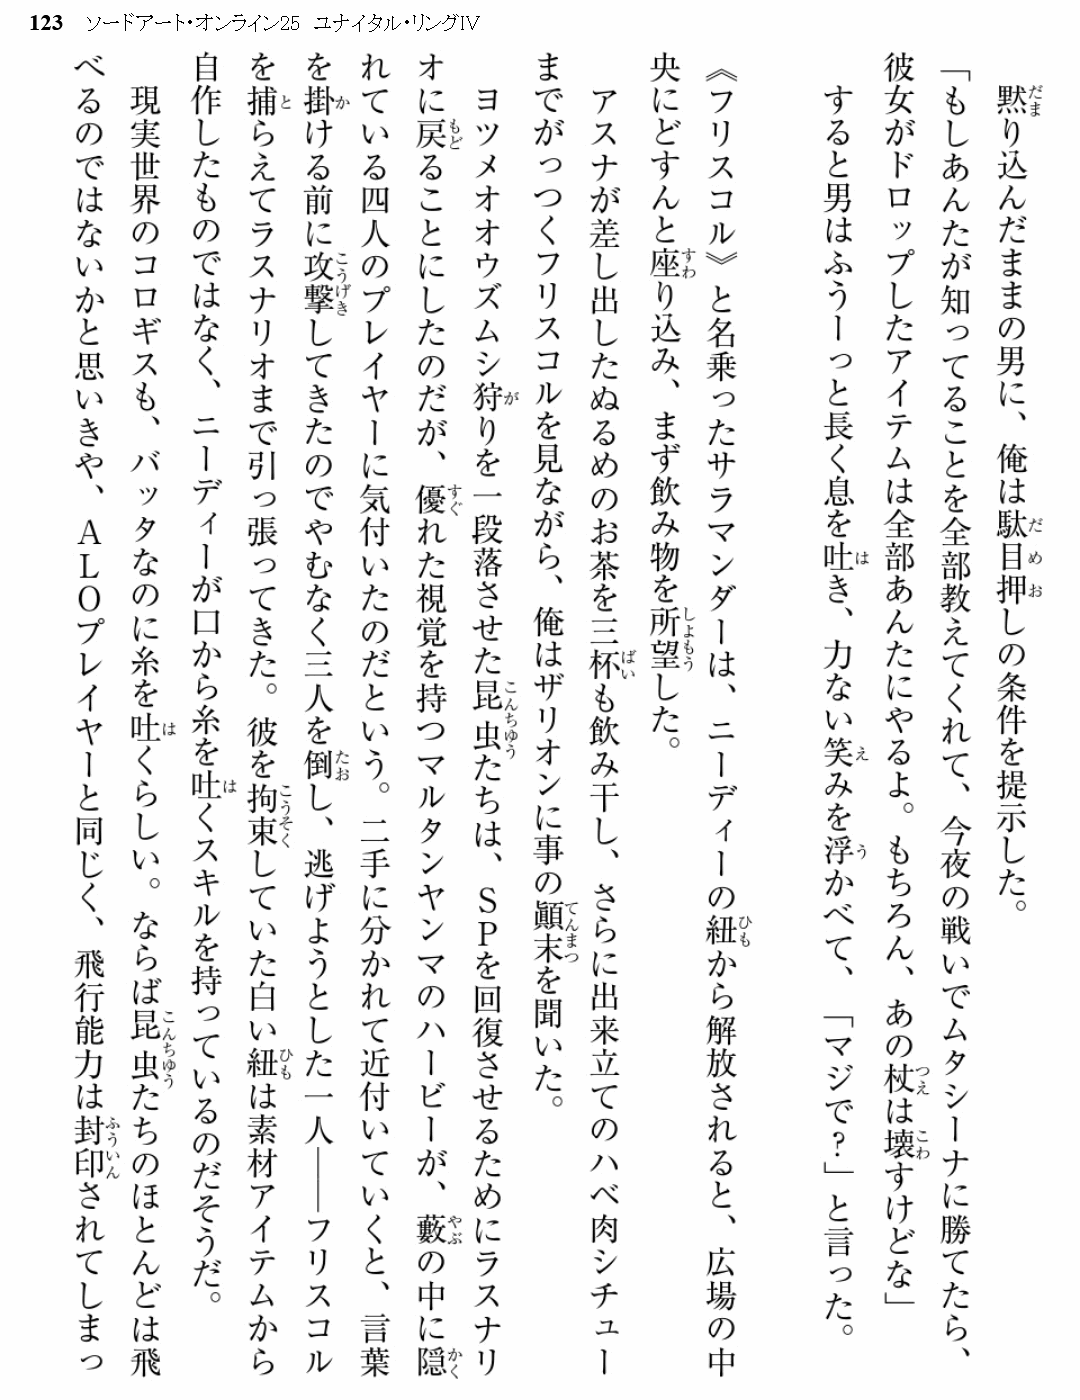 123 ソードアート・オンライン25 ユナイタル・リングⅣ
黙り込んだままの男に、俺は駄目押しの条件を提示した。
「もしあんたが知ってることを全部教えてくれて、今夜の戦いでムタシーナに勝てたら、
彼女がドロップしたアイテムは全部あんたにやるよ。もちろん、あの杖は壊すけどな」
すると男はふうーっと長く息を吐き、力ない笑みを浮かべて、「マジで？」と言った。
《フリスコル》と名乗ったサラマンダーは、ニーディーの紐から解放されると、広場の中
央にどすんと座り込み、まず飲み物を所望した。
アスナが差し出したぬるめのお茶を三杯も飲み干し、さらに出来立てのハベ肉シチュー
までがっつくフリスコルを見ながら、俺はザリオンに事の顚末を聞いた。
ヨツメオオウズムシ狩りを一段落させた昆虫たちは、ＳＰを回復させるためにラスナリ
オに戻ることにしたのだが、優れた視覚を持つマルタンヤンマのハービーが、藪の中に隠
れている四人のプレイヤーに気付いたのだという。二手に分かれて近付いていくと、言葉
を掛ける前に攻撃してきたのでやむなく三人を倒し、逃げようとした一人――フリスコル
を捕らえてラスナリオまで引っ張ってきた。彼を拘束していた白い紐は素材アイテムから
自作したものではなく、ニーディーが口から糸を吐くスキルを持っているのだそうだ。
現実世界のコロギスも、バッタなのに糸を吐くらしい。ならば昆虫たちのほとんどは飛
べるのではないかと思いきや、ＡＬＯプレイヤーと同じく、飛行能力は封印されてしまっ